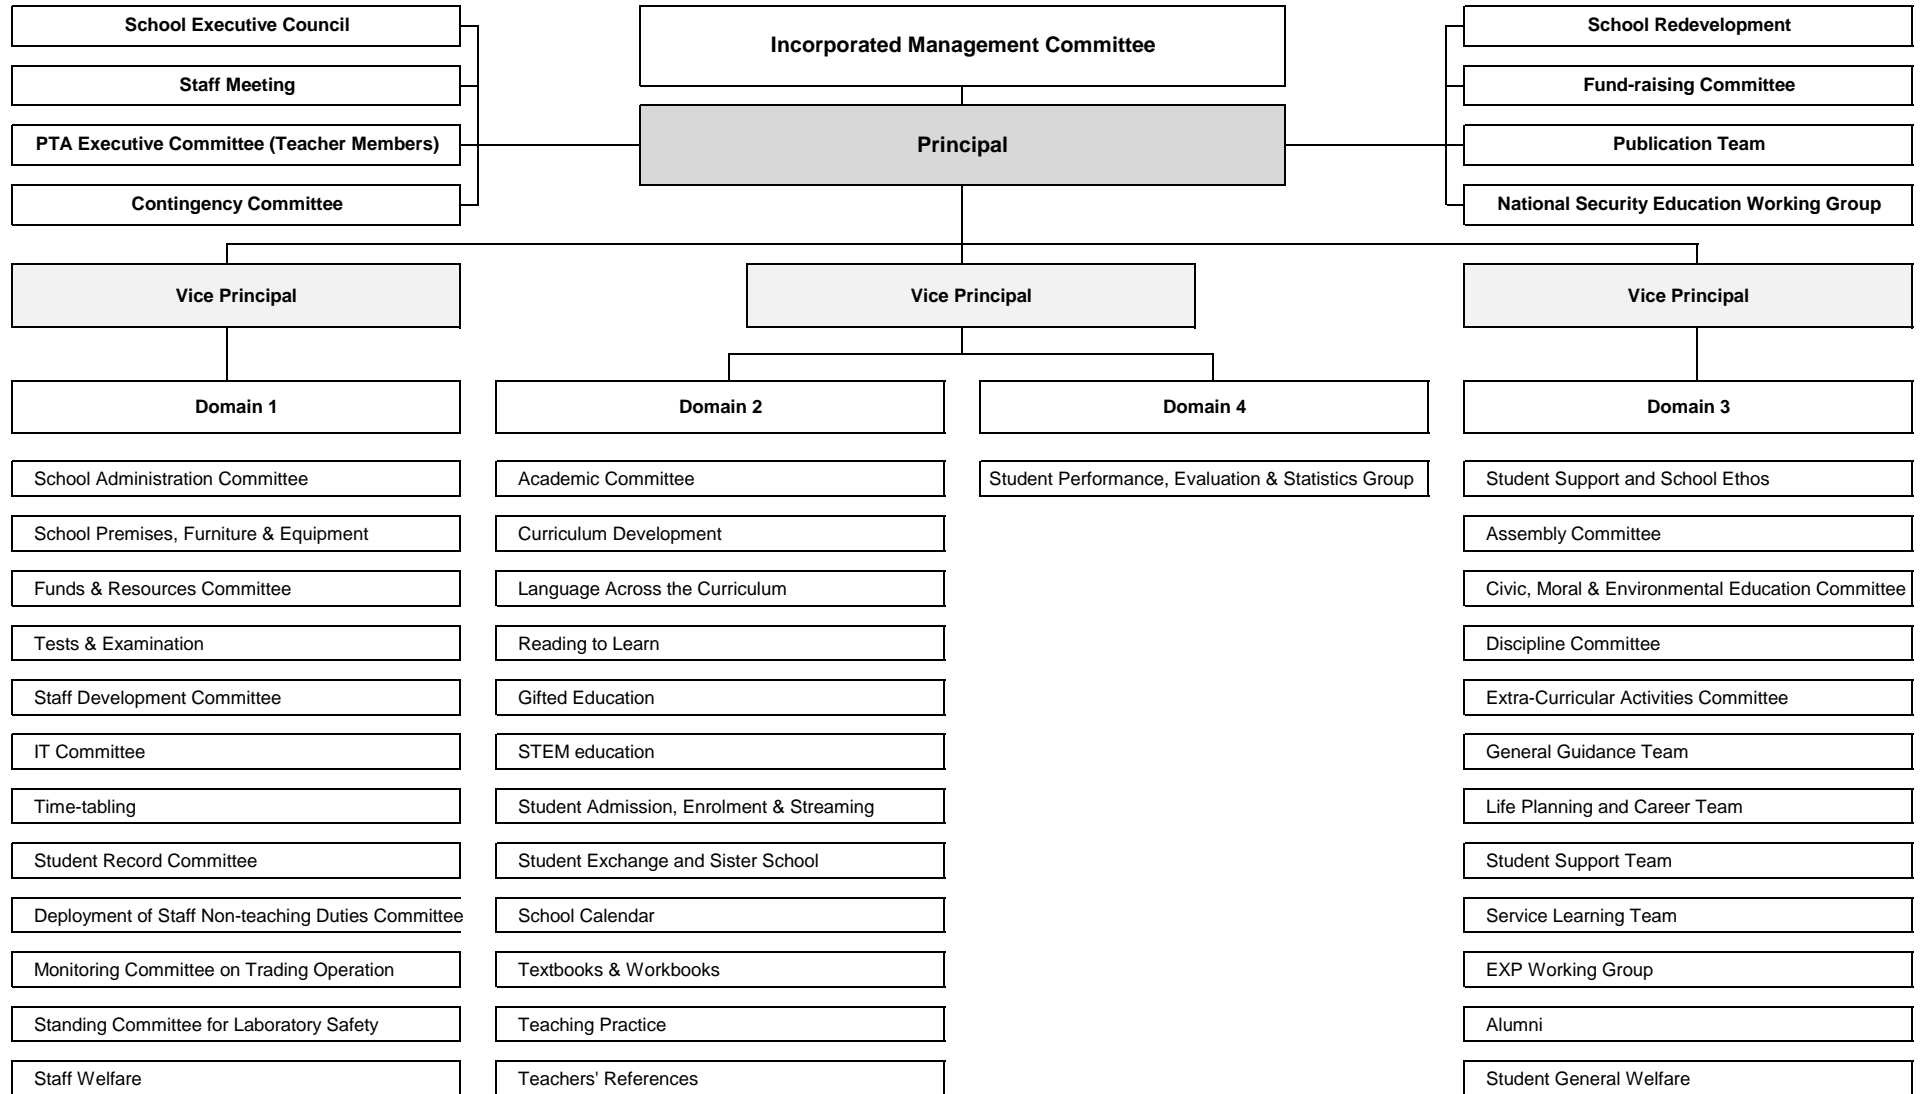 School Executive Council
Incorporated Management Committee
School Redevelopment
Staff Meeting
Fund-raising Committee
PTA Executive Committee (Teacher Members)
Principal
Publication Team
Contingency Committee
National Security Education Working Group
Vice Principal
Vice Principal
Vice Principal
Domain 1
Domain 2
Domain 4
Domain 3
School Administration Committee
Academic Committee
Student Performance, Evaluation & Statistics Group
Student Support and School Ethos
School Premises, Furniture & Equipment
Curriculum Development
Assembly Committee
Funds & Resources Committee
Language Across the Curriculum
Civic, Moral & Environmental Education Committee
Tests & Examination
Reading to Learn
Discipline Committee
Staff Development Committee
Gifted Education
Extra-Curricular Activities Committee
IT Committee
STEM education
General Guidance Team
Time-tabling
Student Admission, Enrolment & Streaming
Life Planning and Career Team
Student Record Committee
Student Exchange and Sister School
Student Support Team
Deployment of Staff Non-teaching Duties Committee
School Calendar
Service Learning Team
Monitoring Committee on Trading Operation
Textbooks & Workbooks
EXP Working Group
Standing Committee for Laboratory Safety
Teaching Practice
Alumni
Staff Welfare
Teachers' References
Student General Welfare